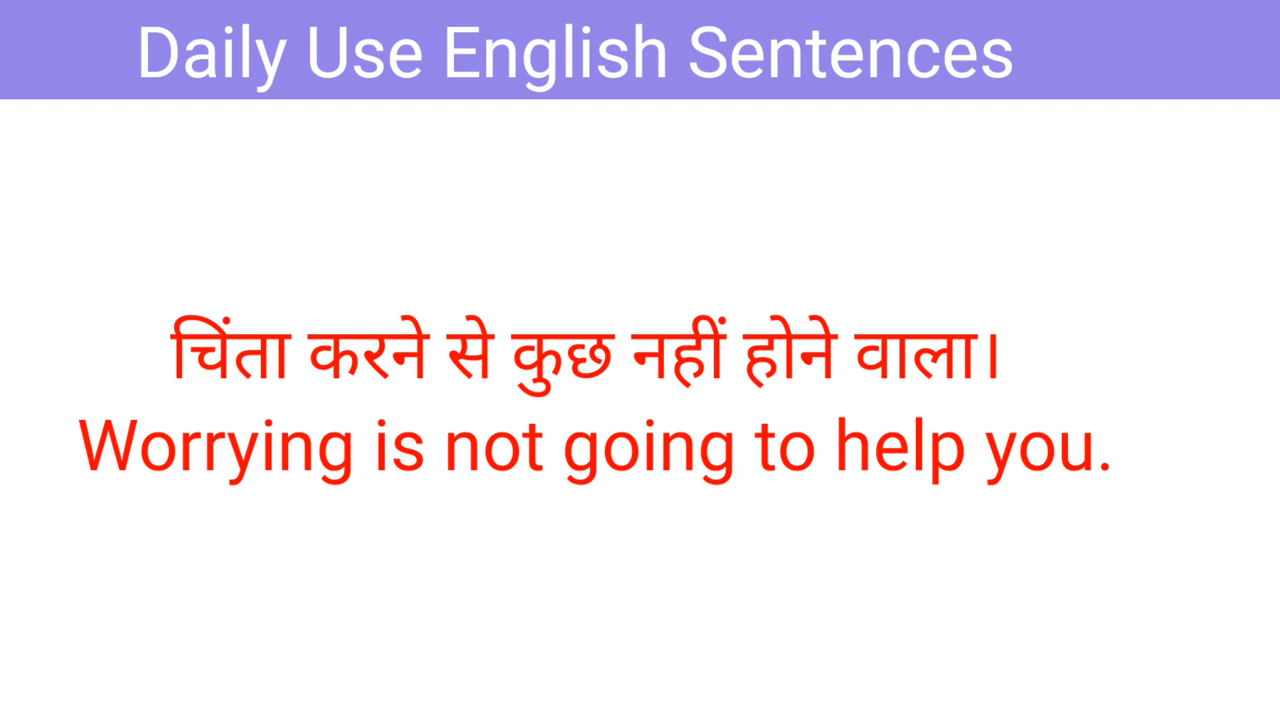 Daily Use English Sentences
चिंता करने से कुछ नहीं होने वाला।
Worrying is not going to help you.